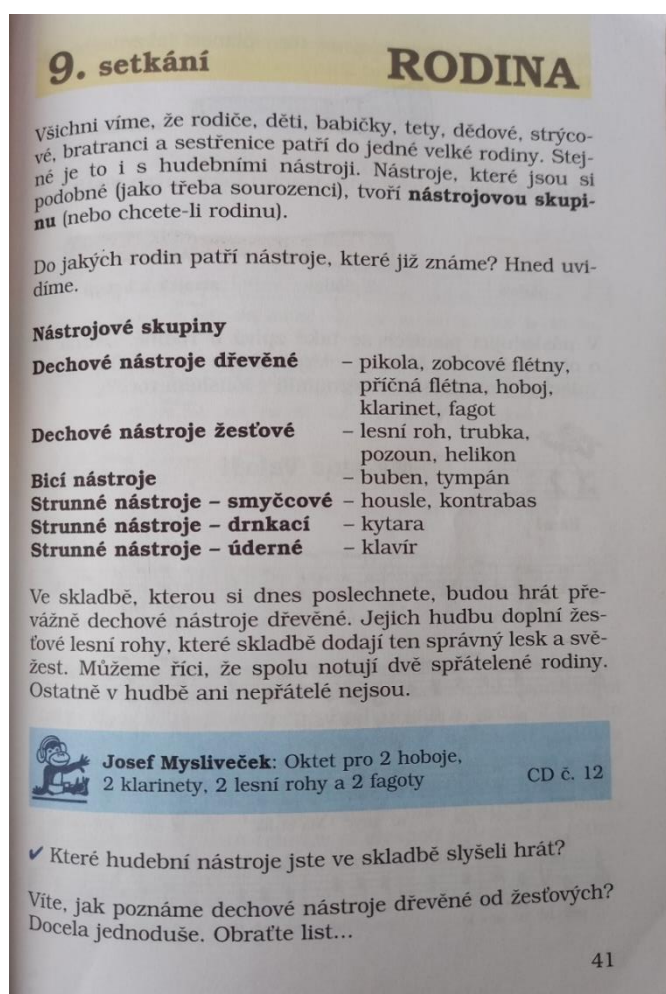 9. setkání RODINA
Všichni víme, že rodiče, děti, babičky, tety, dědové, strýco-
vé, bratranci a sestřenice patří do jedné velké rodiny. Stej-
né je to i s hudebními nástroji. Nástroje, které jsou si
podobné (jako třeba sourozenci), tvoří nástrojovou skupi-
nu (nebo chcete-li rodinu).
Do jakých rodin patří nástroje, které již známe? Hned uvi-
díme.
Nástrojové skupiny
Dechové nástroje dřevěné – pikola, zobcové flétny,
příčná flétna, hoboj,
klarinet, fagot
Dechové nástroje žesťové – lesní roh, trubka,
pozoun, helikon
Bicí nástroje – buben, tympán
Strunné nástroje – smyčcové – housle, kontrabas
Strunné nástroje – drnkací – kytara
Strunné nástroje – úderné – klavír
Ve skladbě, kterou si dnes poslechnete, budou hrát pře-
vážně dechové nástroje dřevěné. Jejich hudbu doplní žes-
ťové lesní rohy, které skladbě dodají ten správný lesk a svě-
žest. Můžeme říci, že spolu notují dvě spřátelené rodiny.
Ostatně v hudbě ani nepřátelé nejsou.
Josef Mysliveček: Oktet pro 2 hoboje,
2 klarinety, 2 lesní rohy a 2 fagoty CD č. 12
✔ Které hudební nástroje jste ve skladbě slyšeli hrát?
Víte, jak poznáme dechové nástroje dřevěné od žesťových?
Docela jednoduše. Obraťte list...
41